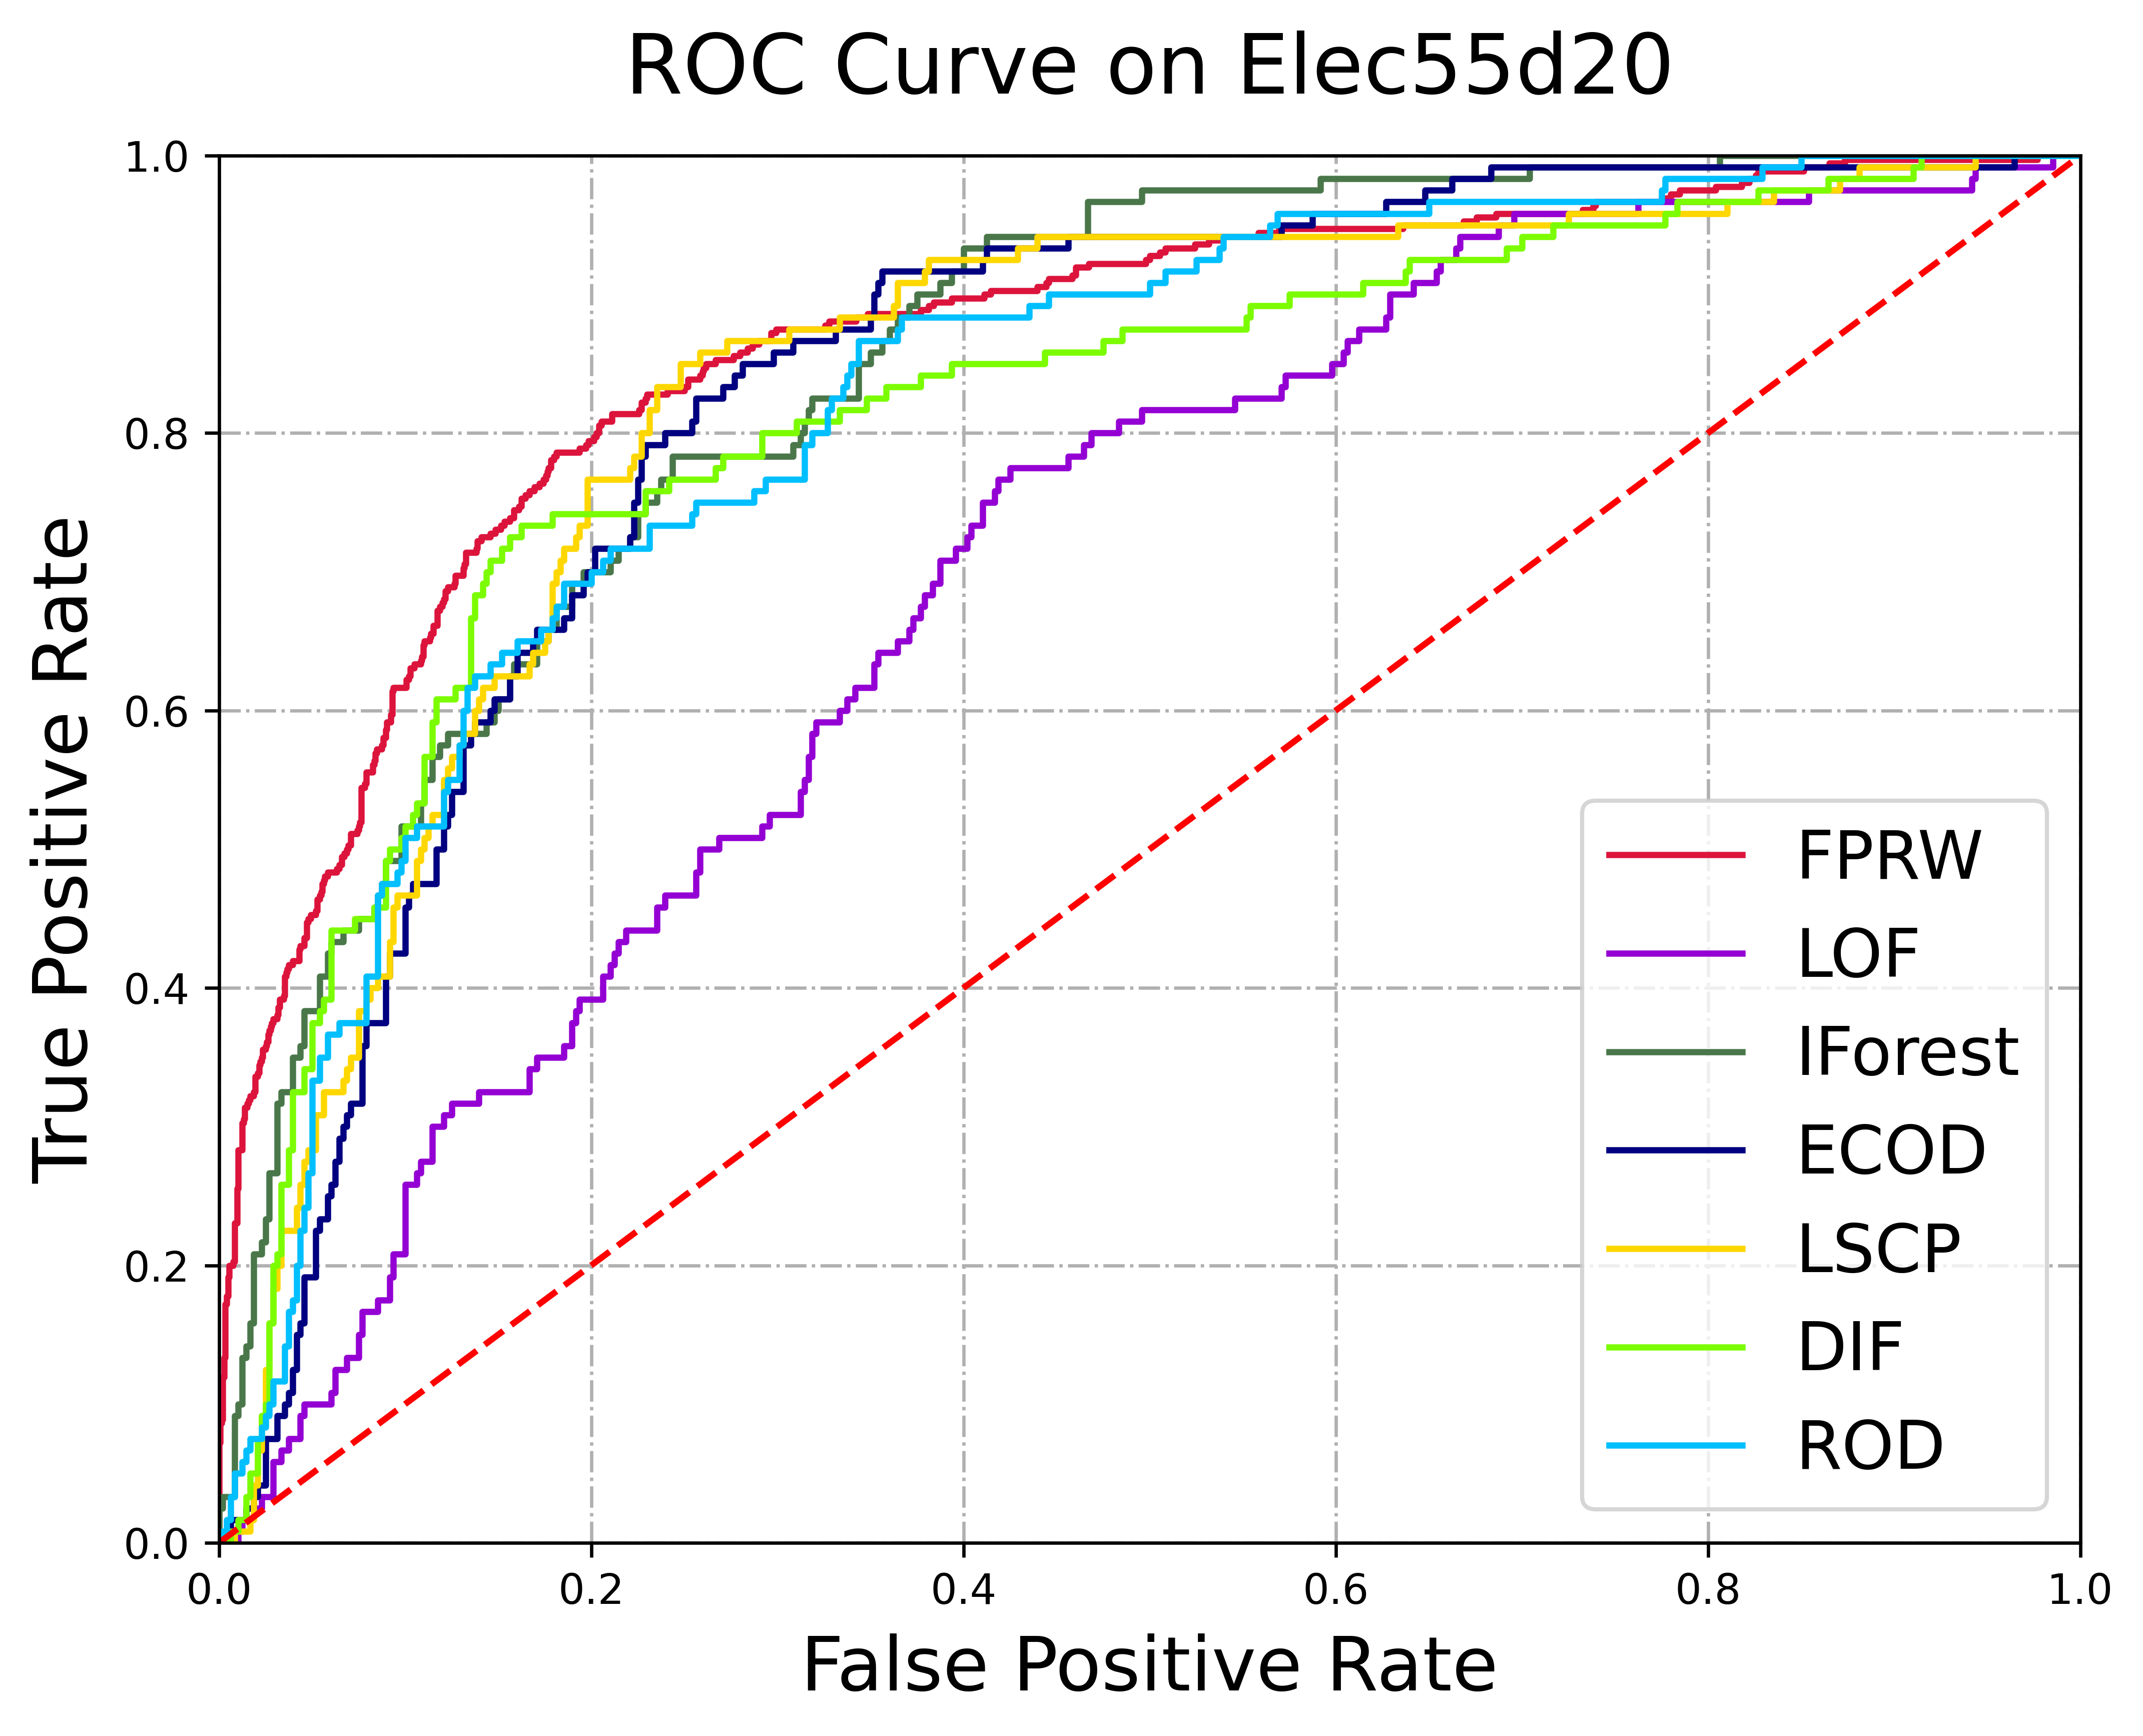 ROC Curve on Elec55d20
1.0
0.8
0.6
0.4
0.2
0.0
True Positive Rate
FPRW
LOF
IForest
ECOD
LSCP
DIF
ROD
0.0 0.2 0.4 0.6 0.8 1.0
False Positive Rate